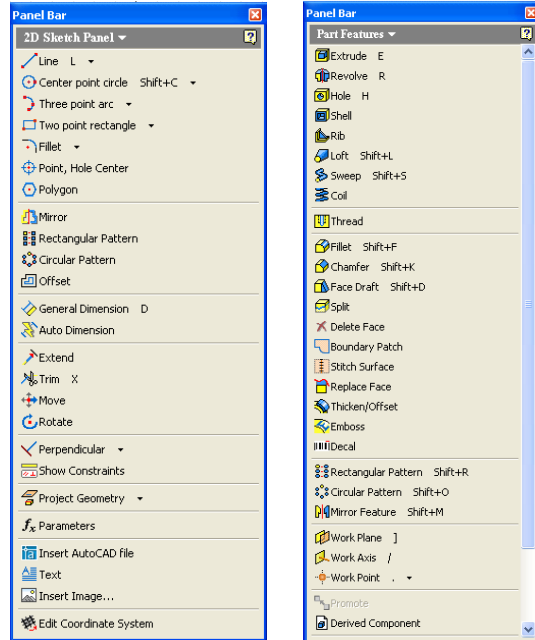 Panel Bar
2D Sketch Panel
Line L
Center point circle Shift+C
Three point arc
Two point rectangle
Fillet
Point, Hole Center
Polygon
Mirror
Rectangular Pattern
Circular Pattern
Offset
General Dimension D
Auto Dimension
Extend
Trim X
Move
Rotate
Perpendicular
Show Constraints
Project Geometry
fx Parameters
Insert AutoCAD file
Text
Insert Image...
Edit Coordinate System
Panel Bar
Part Features
Extrude E
Revolve R
Hole H
Shell
Rib
Loft Shift+L
Sweep Shift+S
Coil
Thread
Fillet Shift+F
Chamfer Shift+K
Face Draft Shift+D
Split
Delete Face
Boundary Patch
Stitch Surface
Replace Face
Thicken/Offset
Emboss
Decal
Rectangular Pattern Shift+R
Circular Pattern Shift+O
Mirror Feature Shift+M
Work Plane ]
Work Axis /
Work Point .
Promote
Derived Component